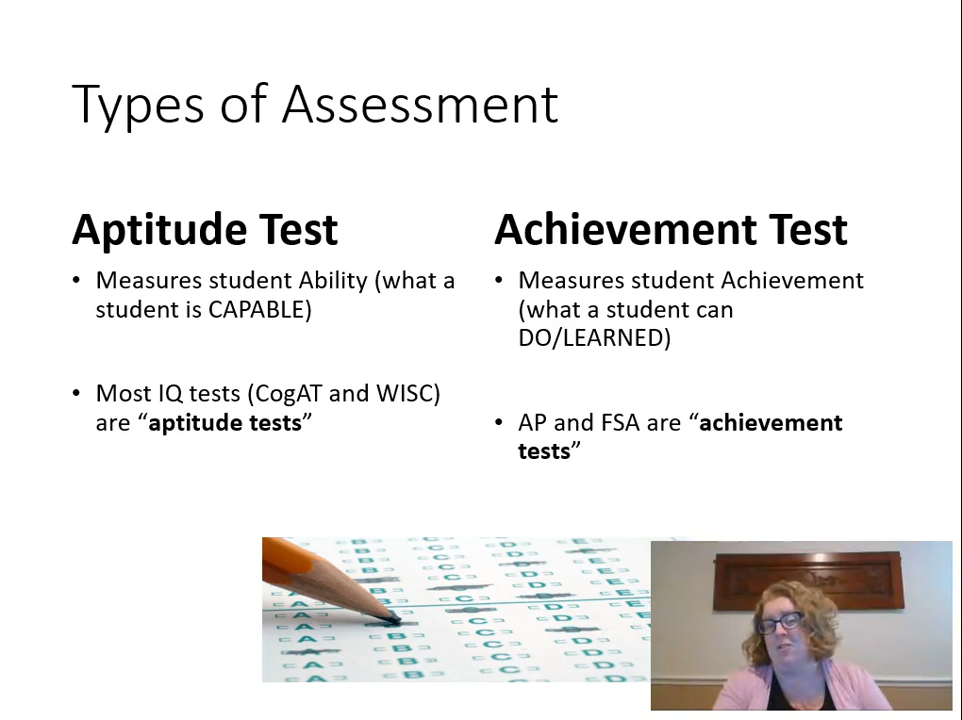 Types of Assessment
Aptitude Test
• Measures student Ability (what a
student is CAPABLE)
• Most IQ tests (CogAT and WISC)
are “aptitude tests”
Achievement Test
• Measures student Achievement
(what a student can
DO/LEARNED)
• AP and FSA are “achievement
tests”